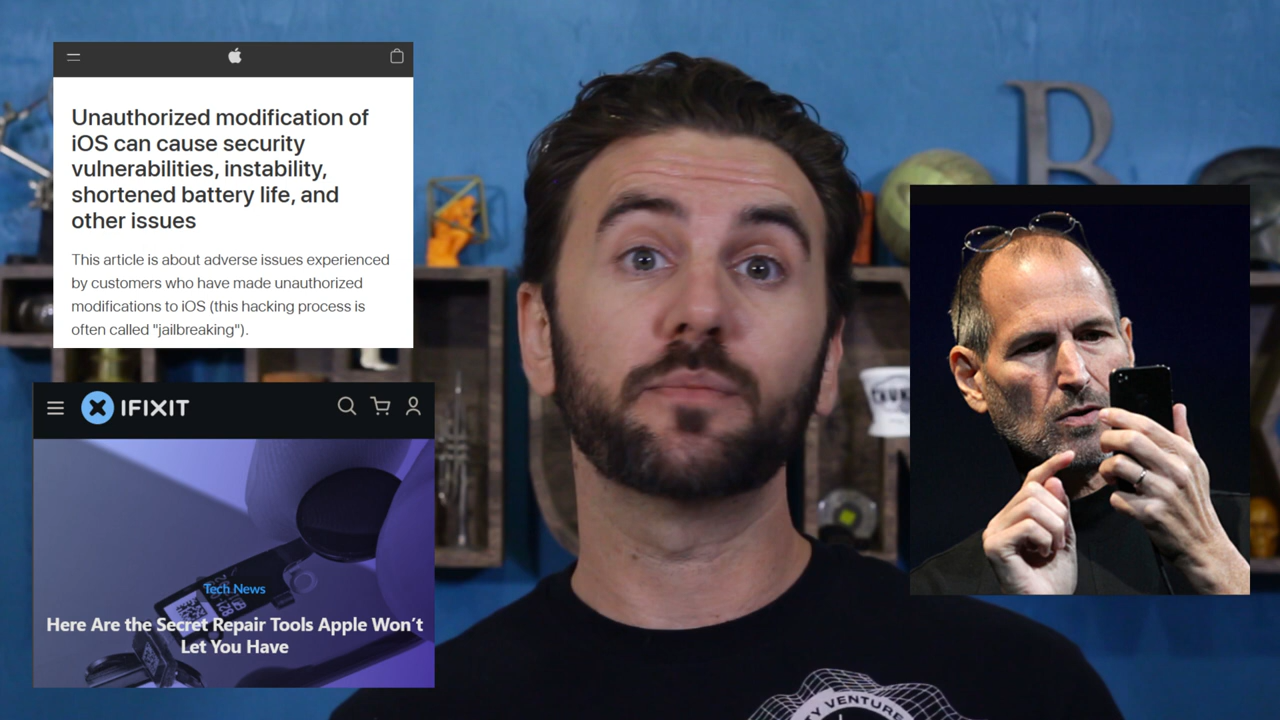 Unauthorized modification of
iOS can cause security
vulnerabilities, instability,
shortened battery life, and
other issues
This article is about adverse issues experienced
by customers who have made unauthorized
modifications to iOS (this hacking process is
often called "jailbreaking").
IFIXIT
Tech News
Here Are the Secret Repair Tools Apple Won't
Let You Have
B
TY VENTURE